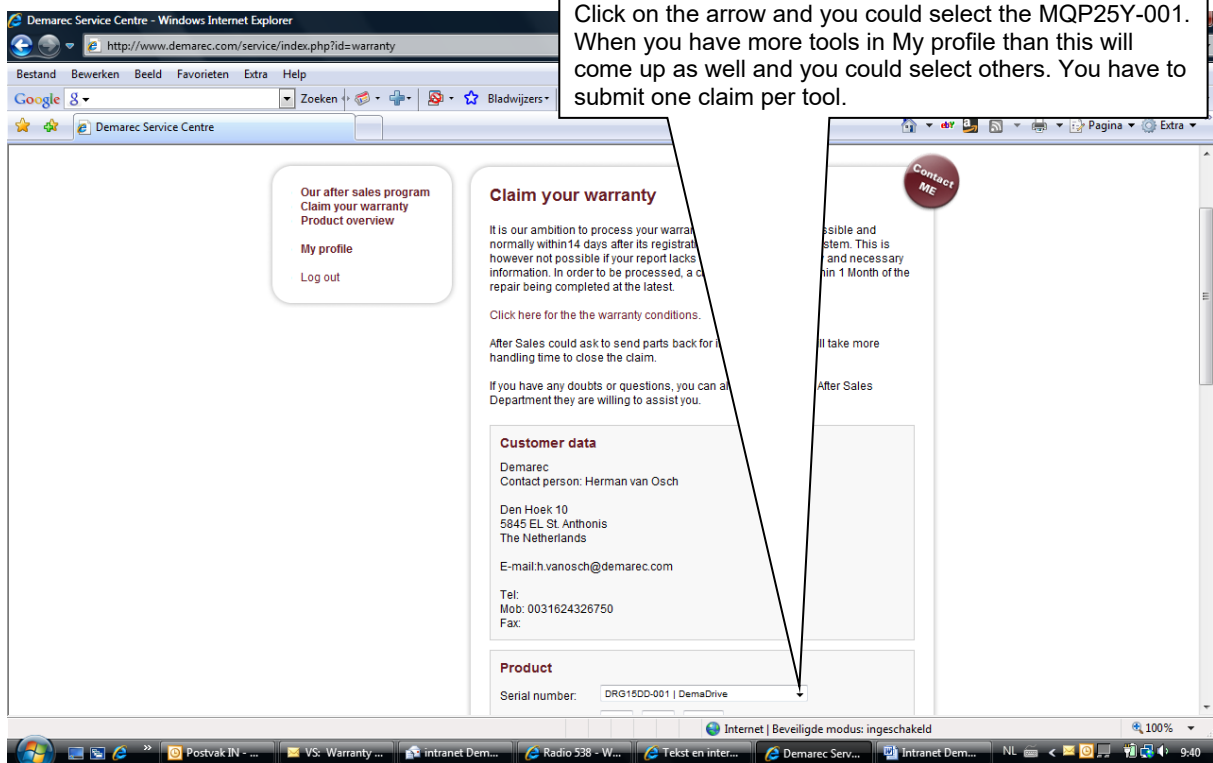 Demarec Service Centre - Windows Internet Explorer
Click on the arrow and you could select the MQP25Y-001.
When you have more tools in My profile than this will
come up as well and you could select others. You have to
submit one claim per tool.
http://www.demarec.com/service/index.php?id=warranty
Bestand Bewerken Beeld Favorieten Extra Help
Google Zoeken Bladwijzers
Demarec Service Centre
Pagina Extra
Our after sales program
Claim your warranty
Product overview
My profile
Log out
Contact
ME
Claim your warranty
It is our ambition to process your
normally within14 days after its This is
however not possible if your report lacks and necessary
information. In order to be processed, a 1 Month of the
repair being completed at the latest.
Click here for the the warranty conditions.
After Sales could ask to send parts back for take more
handling time to close the claim.
If you have any doubts or questions, you can After Sales
Department they are willing to assist you.
Customer data
Demarec
Contact person: Herman van Osch
Den Hoek 10
5845 EL St. Anthonis
The Netherlands
E-mail:h.vanosch@demarec.com
Tel:
Mob: 0031624326750
Fax:
Product
Serial number: DRG15DD-001 | DemaDrive
Internet | Beveiligde modus: ingeschakeld 100%
Postvak IN - ... VS: Warranty ... intranet Dem... Radio 538 - W... Tekst en inter... Demarec Serv... Intranet Dem... NL 9:40